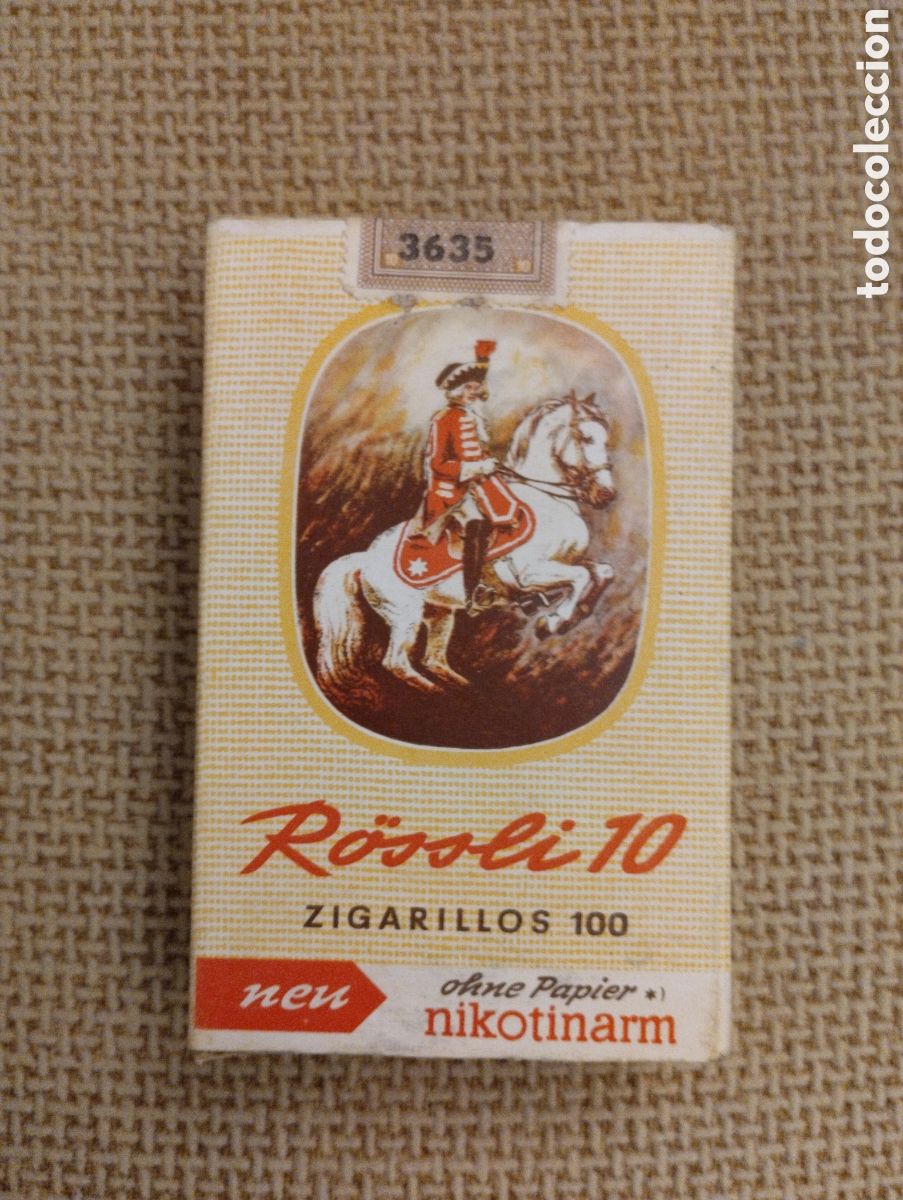 todocoleccion
3635
Rössli 10
ZIGARILLOS 100
neu
ohne Papier *)
nikotinarm